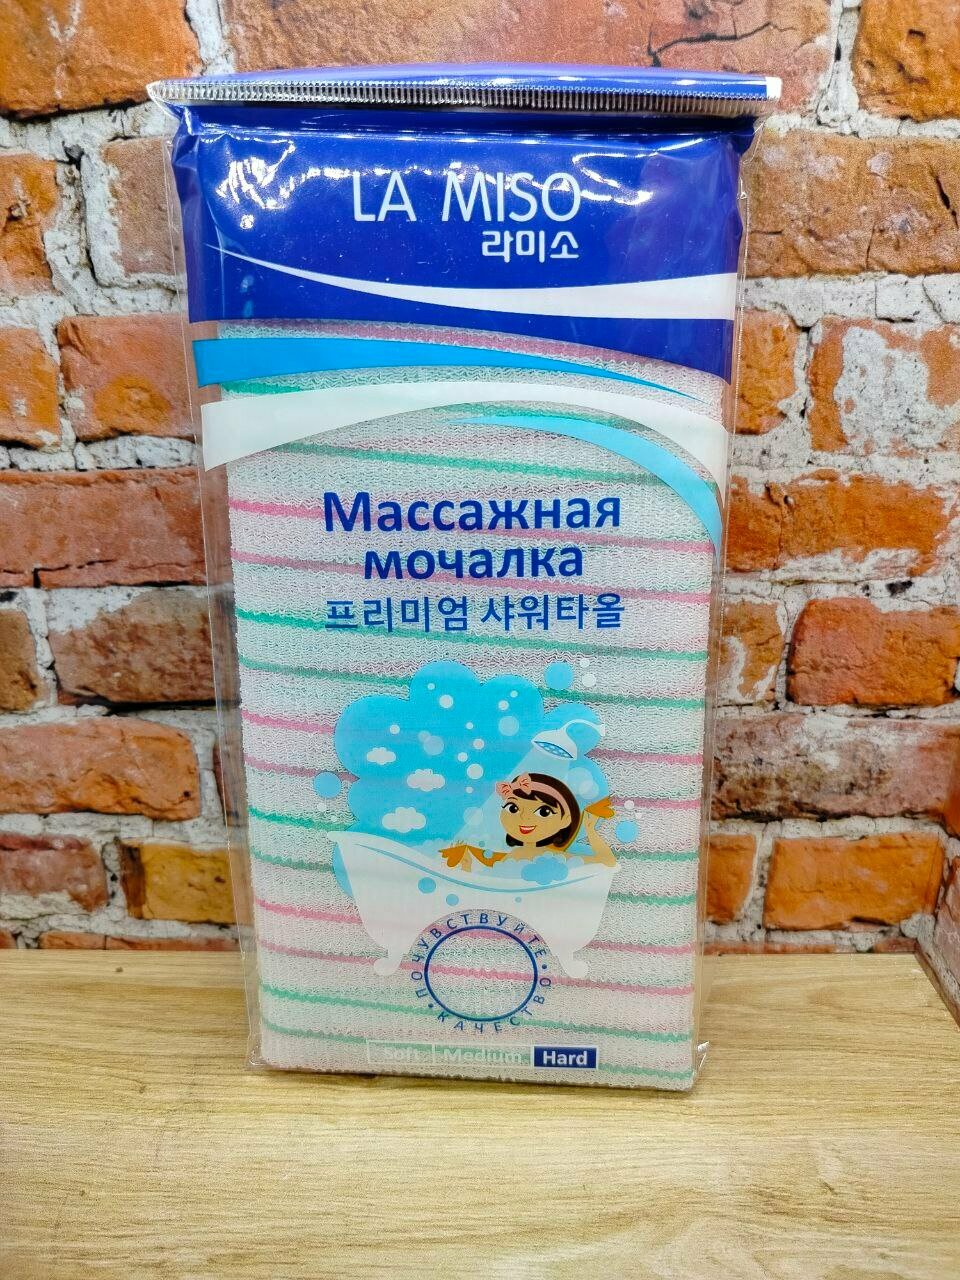 LA MISO
라미소
Массажная
мочалка
프리미엄 샤워타올
ПОЧУВСТВУЙТЕ • КАЧЕСТВО •
Soft Medium Hard